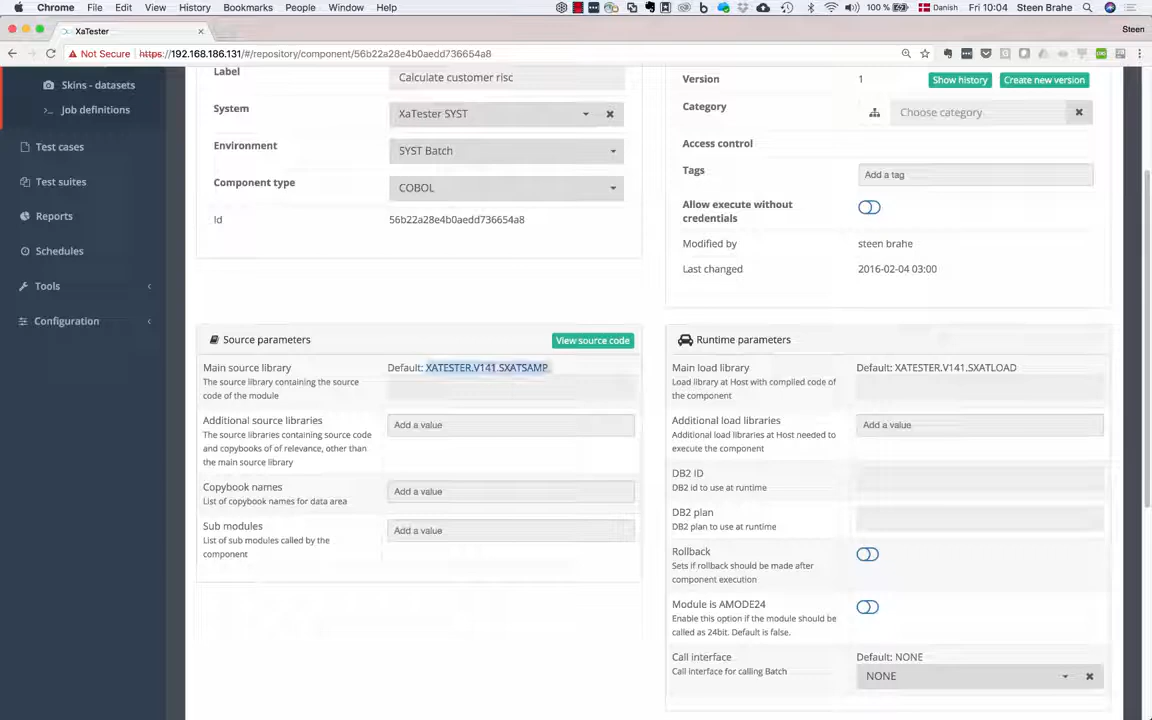 Chrome File Edit View History Bookmarks People Window Help 100 % Danish Fri 10:04 Steen Brahe
XaTester Steen
Not Secure https://192.168.186.131/#/repository/component/56b22a28e4b0aedd736654a8
Skins - datasets
Job definitions
Test cases
Test suites
Reports
Schedules
Tools
Configuration
Label Calculate customer risc
System XaTester SYST
Environment SYST Batch
Component type COBOL
Id 56b22a28e4b0aedd736654a8
Version 1 Show history Create new version
Category Choose category
Access control
Tags Add a tag
Allow execute without
credentials
Modified by steen brahe
Last changed 2016-02-04 03:00
Source parameters View source code
Main source library Default: XATESTER.V141.SXATSAMP
The library containing the source
code of the module
Additional source libraries Add a value
The source libraries containing source code
and copybooks of of relevance, other than
the main source library
Copybook names Add a value
List of copybook names for data area
Sub modules Add a value
List of sub modules called by the
component
Runtime parameters
Main load library Default: XATESTER.V141.SXATLOAD
Load library at Host with compiled code of
the component
Additional load libraries Add a value
Additional load libraries at Host needed to
execute the component
DB2 ID
DB2 id to use at runtime
DB2 plan
DB2 plan to use at runtime
Rollback
Sets if rollback should be made after
component execution
Module is AMODE24
Enable this option if the module should be
called as 24bit. Default is false.
Call interface Default: NONE
Call interface for calling Batch NONE